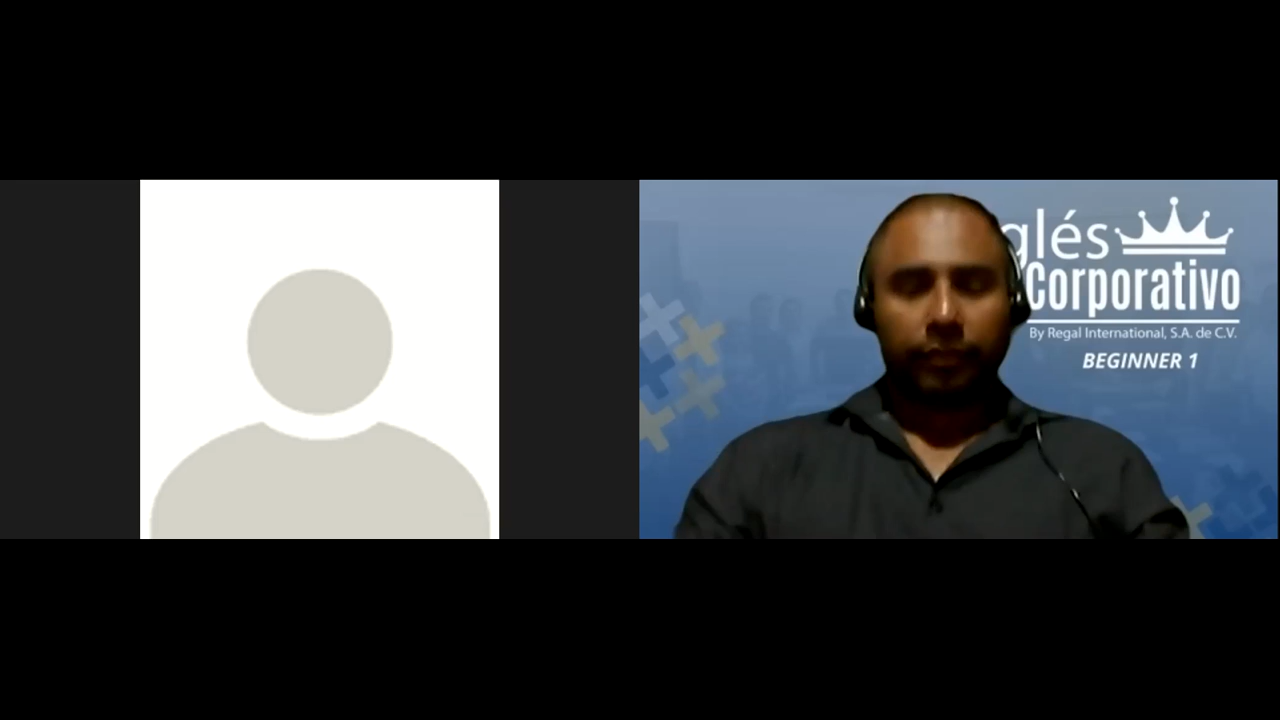 glés
Corporativo
By Regal International, S.A. de C.V.
BEGINNER 1